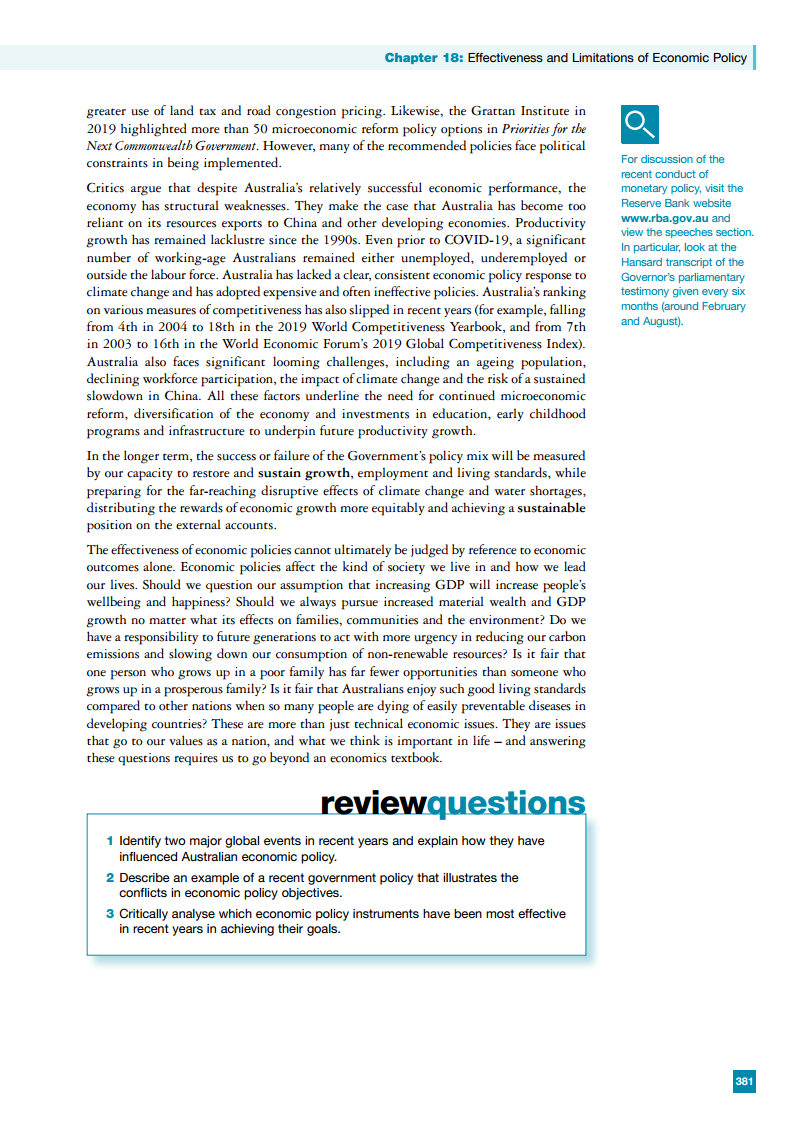 Chapter 18: Effectiveness and Limitations of Economic Policy
greater use of land tax and road congestion pricing. Likewise, the Grattan Institute in
2019 highlighted more than 50 microeconomic reform policy options in Priorities for the
Next Commonwealth Government. However, many of the recommended policies face political
constraints in being implemented.
Critics argue that despite Australia's relatively successful economic performance, the
economy has structural weaknesses. They make the case that Australia has become too
reliant on its resources exports to China and other developing economies. Productivity
growth has remained lacklustre since the 1990s. Even prior to COVID-19, a significant
number of working-age Australians remained either unemployed, underemployed or
outside the labour force. Australia has lacked a clear, consistent economic policy response to
climate change and has adopted expensive and often ineffective policies. Australia's ranking
on various measures of competitiveness has also slipped in recent years (for example, falling
from 4th in 2004 to 18th in the 2019 World Competitiveness Yearbook, and from 7th
in 2003 to 16th in the World Economic Forum's 2019 Global Competitiveness Index).
Australia also faces significant looming challenges, including an ageing population,
declining workforce participation, the impact of climate change and the risk of a sustained
slowdown in China. All these factors underline the need for continued microeconomic
reform, diversification of the economy and investments in education, early childhood
programs and infrastructure to underpin future productivity growth.
In the longer term, the success or failure of the Government's policy mix will be measured
by our capacity to restore and sustain growth, employment and living standards, while
preparing for the far-reaching disruptive effects of climate change and water shortages,
distributing the rewards of economic growth more equitably and achieving a sustainable
position on the external accounts.
The effectiveness of economic policies cannot ultimately be judged by reference to economic
outcomes alone. Economic policies affect the kind of society we live in and how we lead
our lives. Should we question our assumption that increasing GDP will increase people's
wellbeing and happiness? Should we always pursue increased material wealth and GDP
growth no matter what its effects on families, communities and the environment? Do we
have a responsibility to future generations to act with more urgency in reducing our carbon
emissions and slowing down our consumption of non-renewable resources? Is it fair that
one person who grows up in a poor family has far fewer opportunities than someone who
grows up in a prosperous family? Is it fair that Australians enjoy such good living standards
compared to other nations when so many people are dying of easily preventable diseases in
developing countries? These are more than just technical economic issues. They are issues
that go to our values as a nation, and what we think is important in life – and answering
these questions requires us to go beyond an economics textbook.
For discussion of the
recent conduct of
monetary policy, visit the
Reserve Bank website
www.rba.gov.au and
view the speeches section.
In particular, look at the
Hansard transcript of the
Governor's parliamentary
testimony given every six
months (around February
and August).
reviewquestions
1 Identify two major global events in recent years and explain how they have
influenced Australian economic policy.
2 Describe an example of a recent government policy that illustrates the
conflicts in economic policy objectives.
3 Critically analyse which economic policy instruments have been most effective
in recent years in achieving their goals.
381